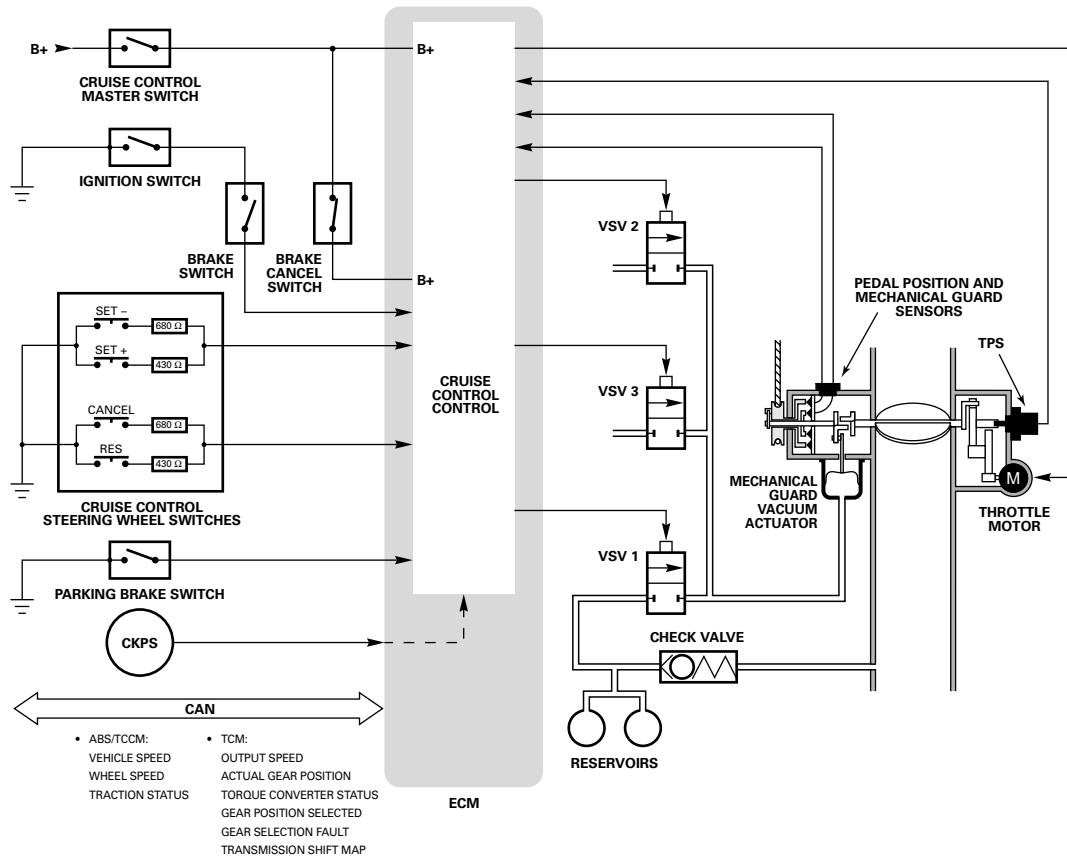 B+
CRUISE CONTROL
MASTER SWITCH
B+
IGNITION SWITCH
BRAKE
SWITCH
BRAKE
CANCEL
SWITCH
B+
VSV 2
PEDAL POSITION AND
MECHANICAL GUARD
SENSORS
TPS
SET –
680 Ω
SET +
430 Ω
CANCEL
680 Ω
RES
430 Ω
CRUISE CONTROL
STEERING WHEEL SWITCHES
CRUISE
CONTROL
CONTROL
VSV 3
MECHANICAL
GUARD
VACUUM
ACTUATOR
M
THROTTLE
MOTOR
PARKING BRAKE SWITCH
VSV 1
CKPS
CHECK VALVE
CAN
RESERVOIRS
• ABS/TCCM:
VEHICLE SPEED
WHEEL SPEED
TRACTION STATUS
• TCM:
OUTPUT SPEED
ACTUAL GEAR POSITION
TORQUE CONVERTER STATUS
GEAR POSITION SELECTED
GEAR SELECTION FAULT
TRANSMISSION SHIFT MAP
ECM